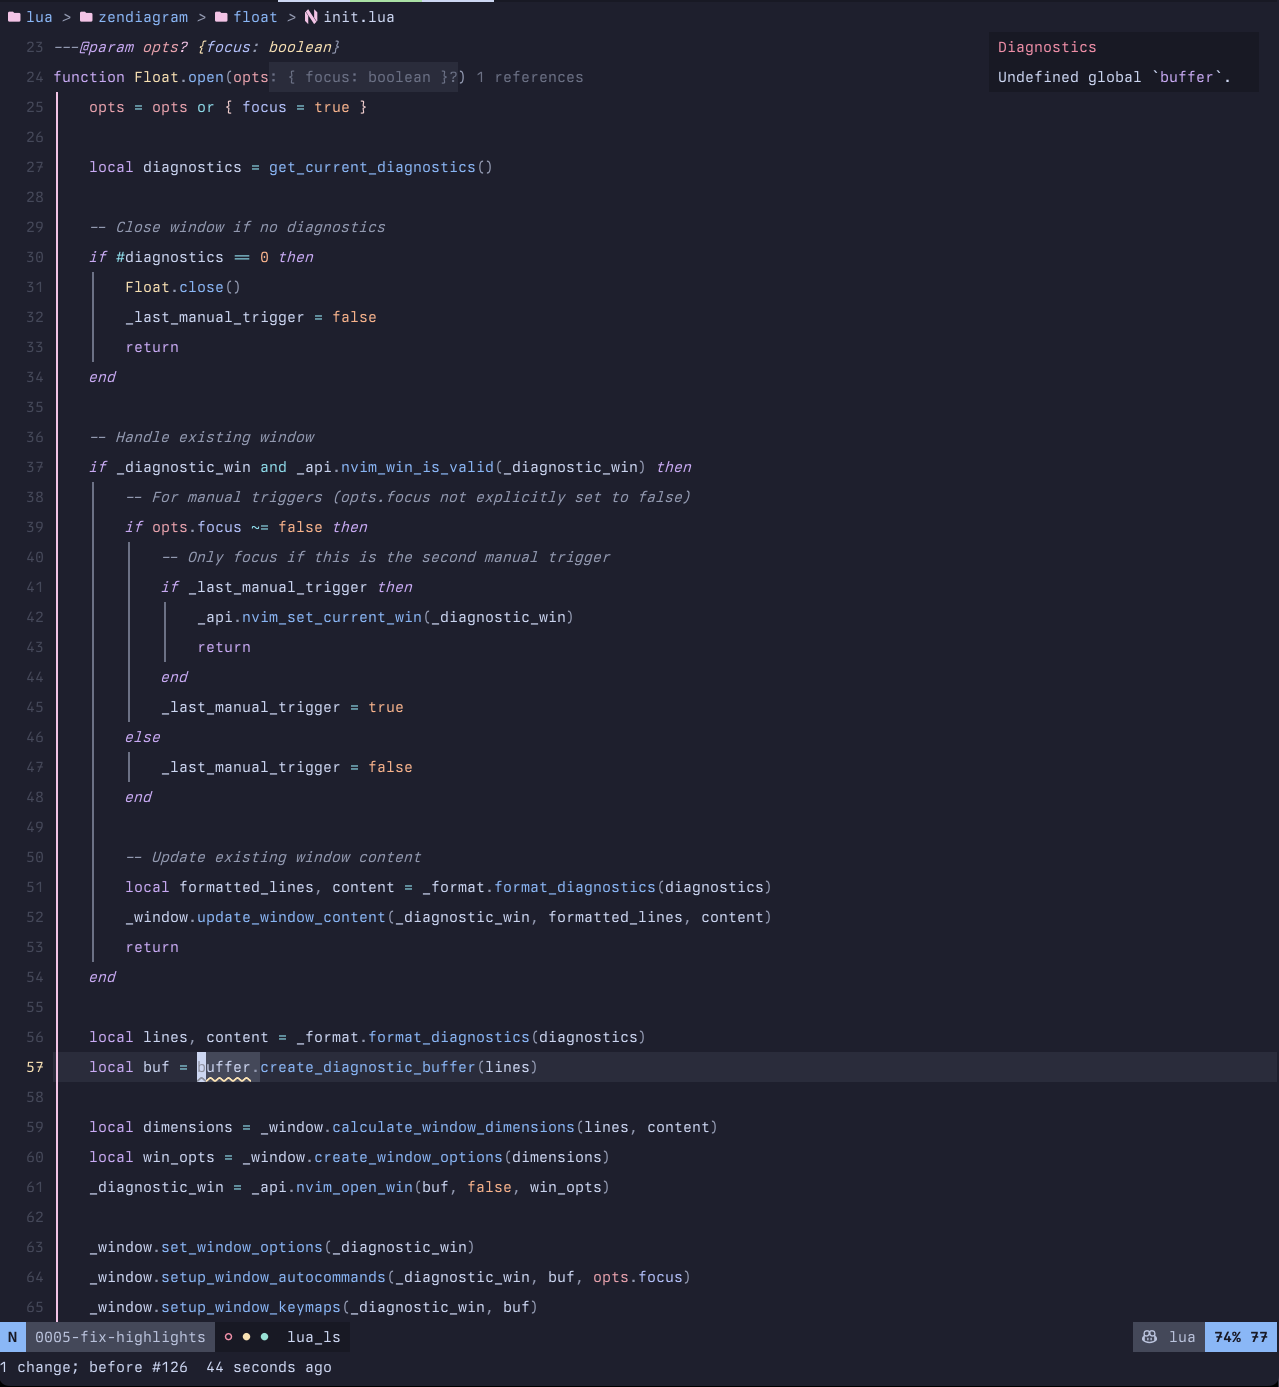 lua > zendiagram > float > init.lua
23 ---@param opts? {focus: boolean}
Diagnostics
24 function Float.open(opts: { focus: boolean }?) 1 references
Undefined global `buffer`.
25 opts = opts or { focus = true }
26
27 local diagnostics = get_current_diagnostics()
28
29 -- Close window if no diagnostics
30 if #diagnostics == 0 then
31 Float.close()
32 _last_manual_trigger = false
33 return
34 end
35
36 -- Handle existing window
37 if _diagnostic_win and _api.nvim_win_is_valid(_diagnostic_win) then
38 -- For manual triggers (opts.focus not explicitly set to false)
39 if opts.focus ~= false then
40 -- Only focus if this is the second manual trigger
41 if _last_manual_trigger then
42 _api.nvim_set_current_win(_diagnostic_win)
43 return
44 end
45 _last_manual_trigger = true
46 else
47 _last_manual_trigger = false
48 end
49
50 -- Update existing window content
51 local formatted_lines, content = _format.format_diagnostics(diagnostics)
52 _window.update_window_content(_diagnostic_win, formatted_lines, content)
53 return
54 end
55
56 local lines, content = _format.format_diagnostics(diagnostics)
57 local buf = buffer.create_diagnostic_buffer(lines)
58
59 local dimensions = _window.calculate_window_dimensions(lines, content)
60 local win_opts = _window.create_window_options(dimensions)
61 _diagnostic_win = _api.nvim_open_win(buf, false, win_opts)
62
63 _window.set_window_options(_diagnostic_win)
64 _window.setup_window_autocommands(_diagnostic_win, buf, opts.focus)
65 _window.setup_window_keymaps(_diagnostic_win, buf)
N 0005-fix-highlights lua_ls lua 74% 77
1 change; before #126 44 seconds ago